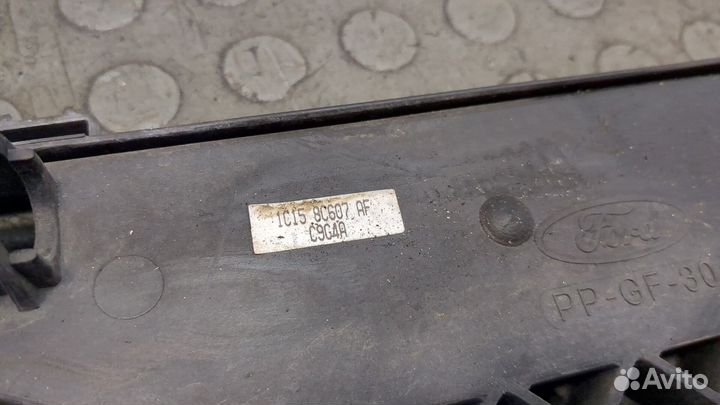 1C15 8C607 AF
C9G4A
Ford
PP-GF-30
Avito